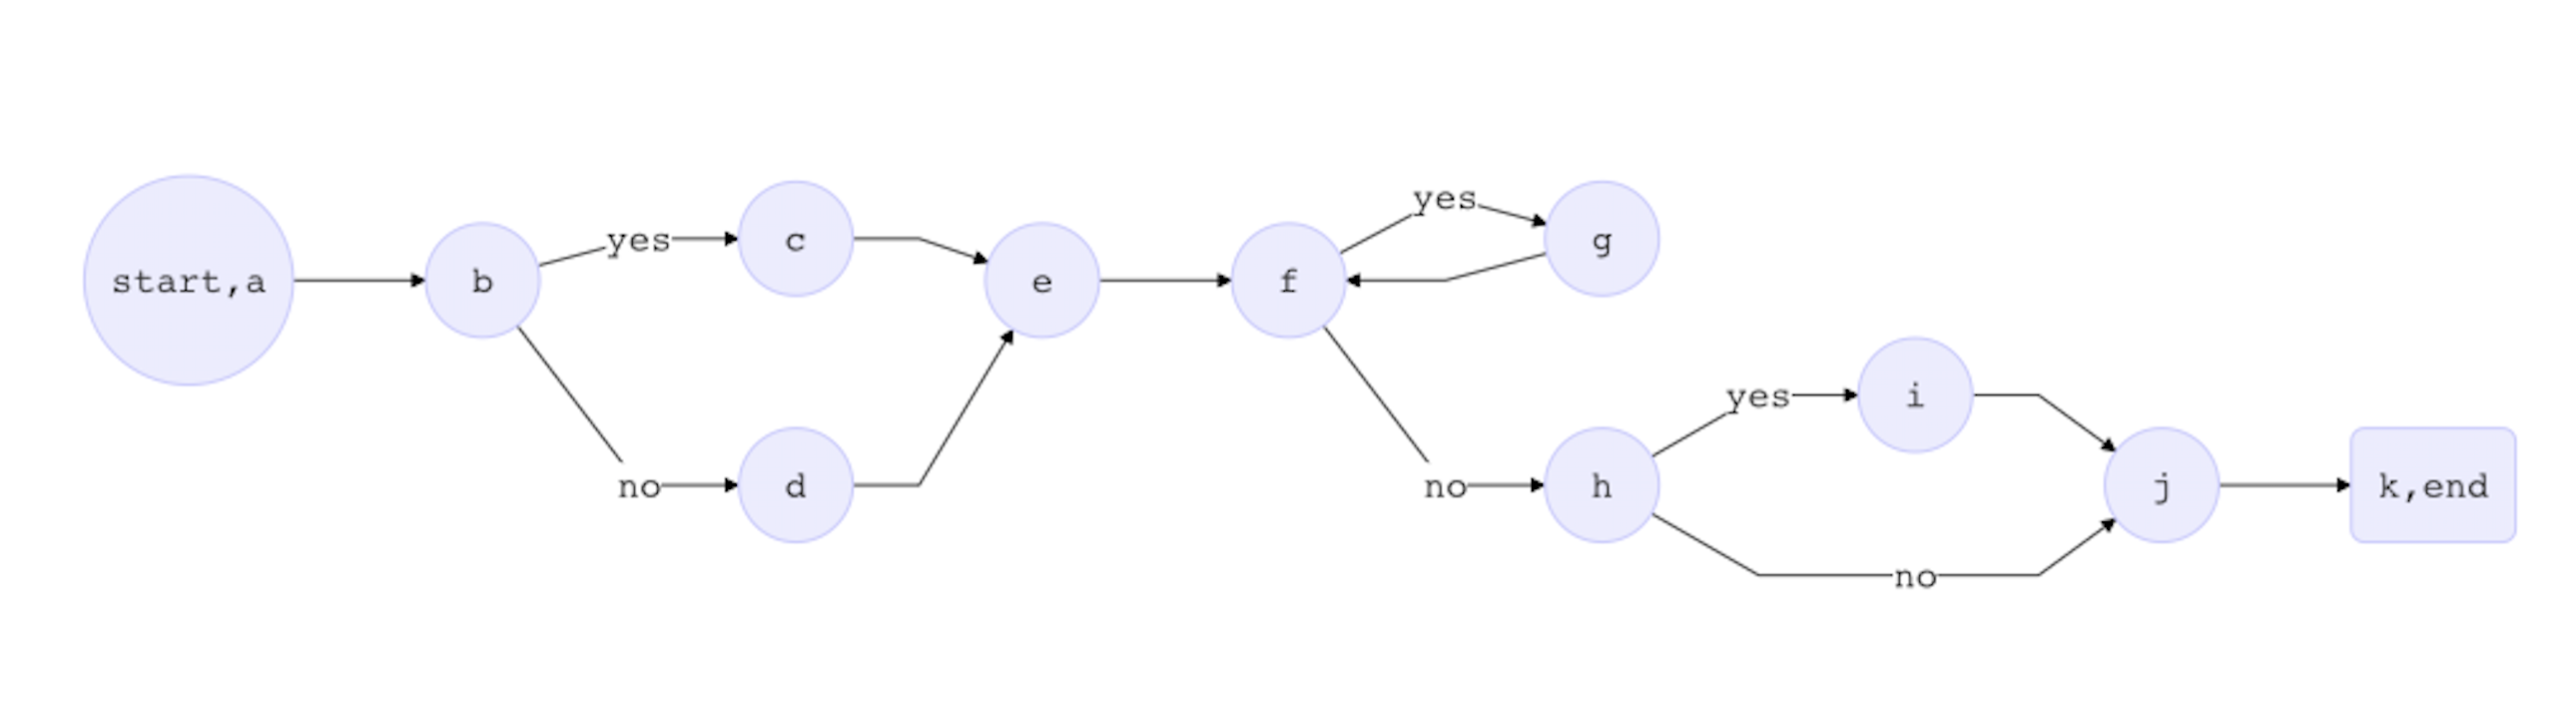 start,a
b
yes
c
no
d
e
f
yes
g
no
h
yes
i
no
j
k,end